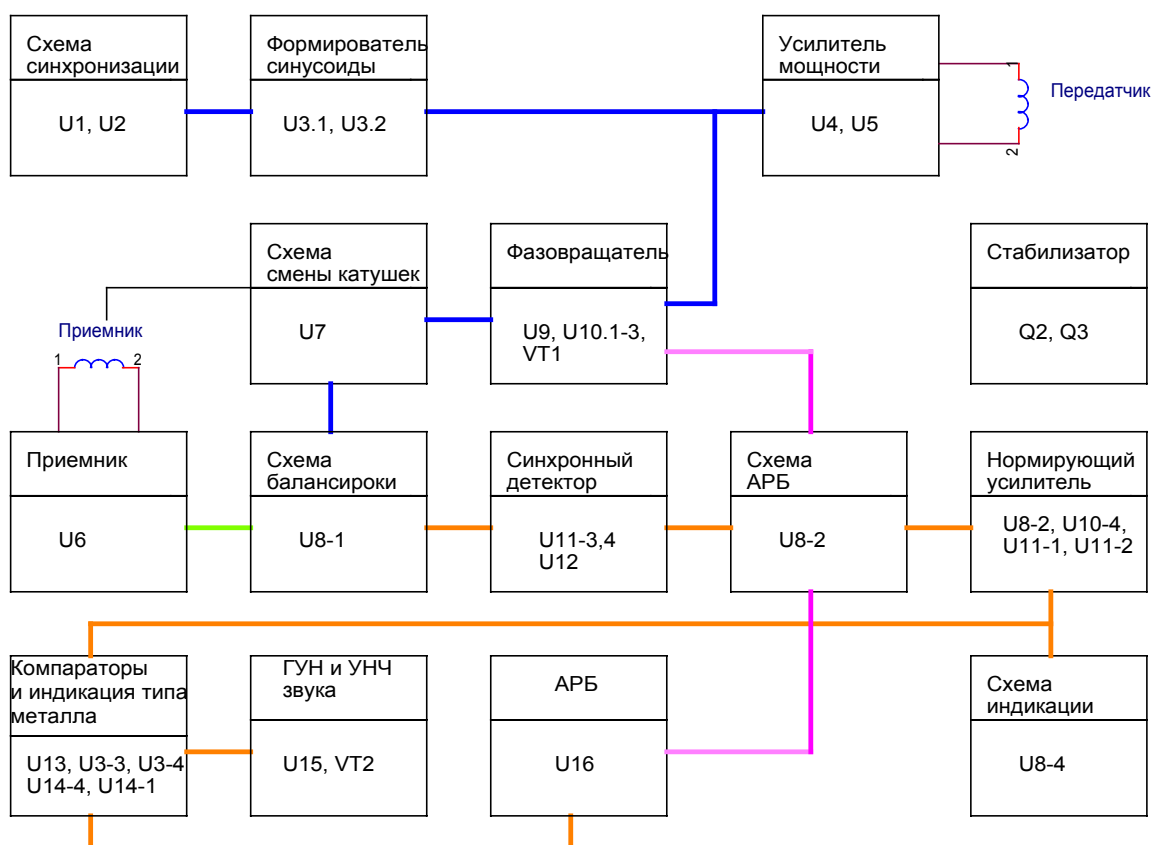 Схема
синхронизации
U1, U2
Формирователь
синусоиды
U3.1, U3.2
Усилитель
мощности
U4, U5
1
2
Передатчик
Схема
смены катушек
U7
Фазовращатель
U9, U10.1-3,
VT1
Стабилизатор
Q2, Q3
Приемник
1
2
Приемник
U6
Схема
балансироки
U8-1
Синхронный
детектор
U11-3,4
U12
Схема
АРБ
U8-2
Нормирующий
усилитель
U8-2, U10-4,
U11-1, U11-2
Компараторы
и индикация типа
металла
U13, U3-3, U3-4
U14-4, U14-1
ГУН и УНЧ
звука
U15, VT2
АРБ
U16
Схема
индикации
U8-4